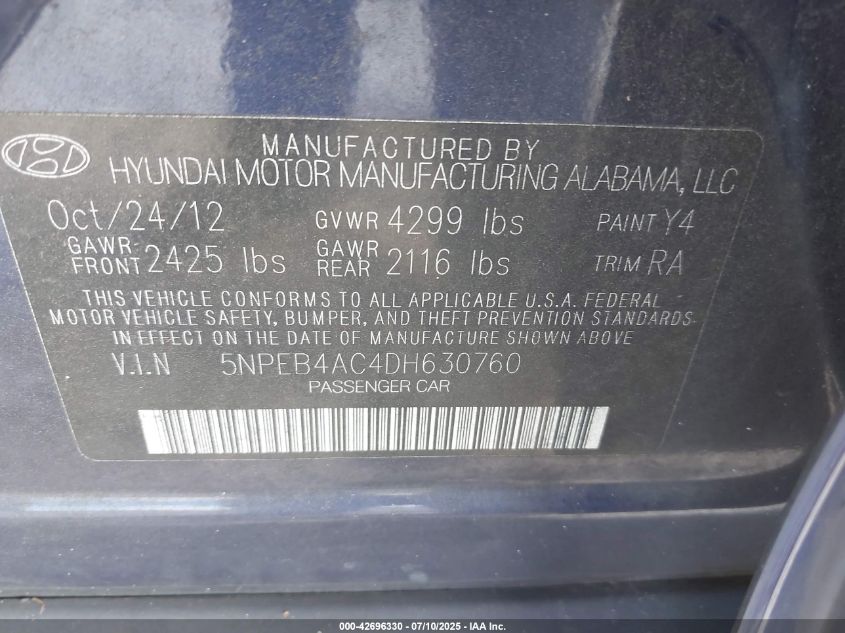 MANUFACTURED BY
HYUNDAI MOTOR MANUFACTURING ALABAMA, LLC
Oct/24/12 GVWR 4299 lbs PAINT Y4
GAWR FRONT 2425 lbs GAWR REAR 2116 lbs TRIM RA
THIS VEHICLE CONFORMS TO ALL APPLICABLE U.S.A. FEDERAL
MOTOR VEHICLE SAFETY, BUMPER, AND THEFT PREVENTION STANDARDS
IN EFFECT ON THE DATE OF MANUFACTURE SHOWN ABOVE
V.I.N 5NPEB4AC4DH630760
PASSENGER CAR
000-42696330 - 07/10/2025 - IAA Inc.